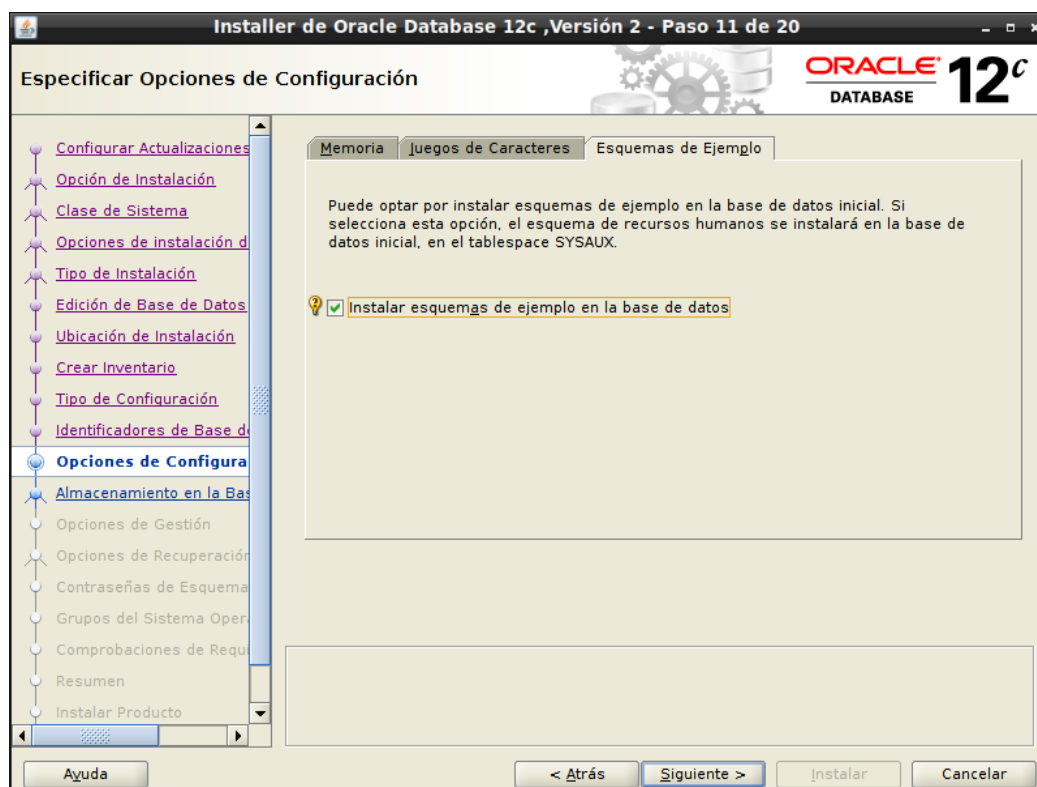 Installer de Oracle Database 12c ,Versión 2 - Paso 11 de 20
Especificar Opciones de Configuración
ORACLE
DATABASE
12c
Configurar Actualizaciones
Opción de Instalación
Clase de Sistema
Opciones de instalación d
Tipo de Instalación
Edición de Base de Datos
Ubicación de Instalación
Crear Inventario
Tipo de Configuración
Identificadores de Base de
Opciones de Configura
Almacenamiento en la Bas
Opciones de Gestión
Opciones de Recuperación
Contraseñas de Esquema
Grupos del Sistema Opera
Comprobaciones de Requi
Resumen
Instalar Producto
Memoria
Juegos de Caracteres
Esquemas de Ejemplo
Puede optar por instalar esquemas de ejemplo en la base de datos inicial. Si
selecciona esta opción, el esquema de recursos humanos se instalará en la base de
datos inicial, en el tablespace SYSAUX.
Instalar esquemas de ejemplo en la base de datos
Ayuda
< Atrás
Siguiente >
Instalar
Cancelar